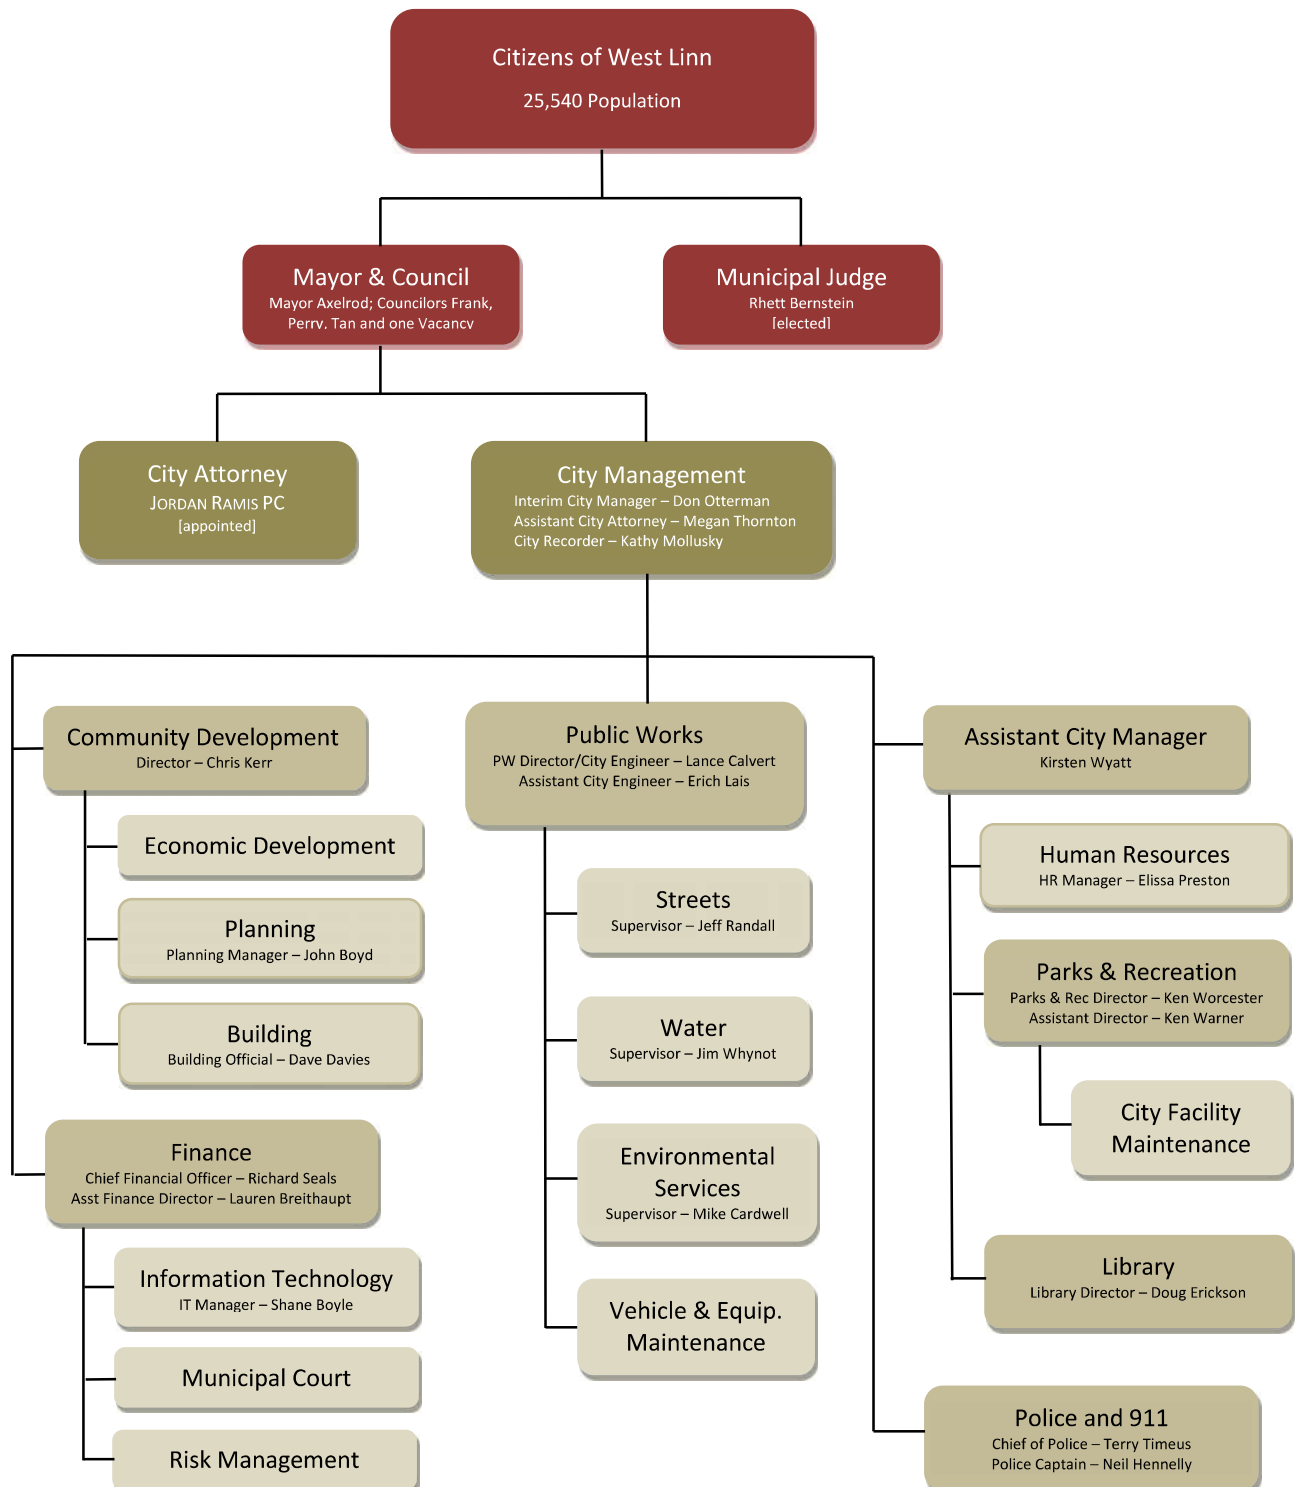 Citizens of West Linn
25,540 Population
Mayor & Council
Mayor Axelrod; Councilors Frank,
Perry, Tan and one Vacancy
Municipal Judge
Rhett Bernstein
[elected]
City Attorney
JORDAN RAMIS PC
[appointed]
City Management
Interim City Manager – Don Otterman
Assistant City Attorney – Megan Thornton
City Recorder – Kathy Mollusky
Community Development
Director – Chris Kerr
Economic Development
Planning
Planning Manager – John Boyd
Building
Building Official – Dave Davies
Finance
Chief Financial Officer – Richard Seals
Asst Finance Director – Lauren Breithaupt
Information Technology
IT Manager – Shane Boyle
Municipal Court
Risk Management
Public Works
PW Director/City Engineer – Lance Calvert
Assistant City Engineer – Erich Lais
Streets
Supervisor – Jeff Randall
Water
Supervisor – Jim Whynot
Environmental
Services
Supervisor – Mike Cardwell
Vehicle & Equip.
Maintenance
Assistant City Manager
Kirsten Wyatt
Human Resources
HR Manager – Elissa Preston
Parks & Recreation
Parks & Rec Director – Ken Worcester
Assistant Director – Ken Warner
City Facility
Maintenance
Library
Library Director – Doug Erickson
Police and 911
Chief of Police – Terry Timeus
Police Captain – Neil Hennelly